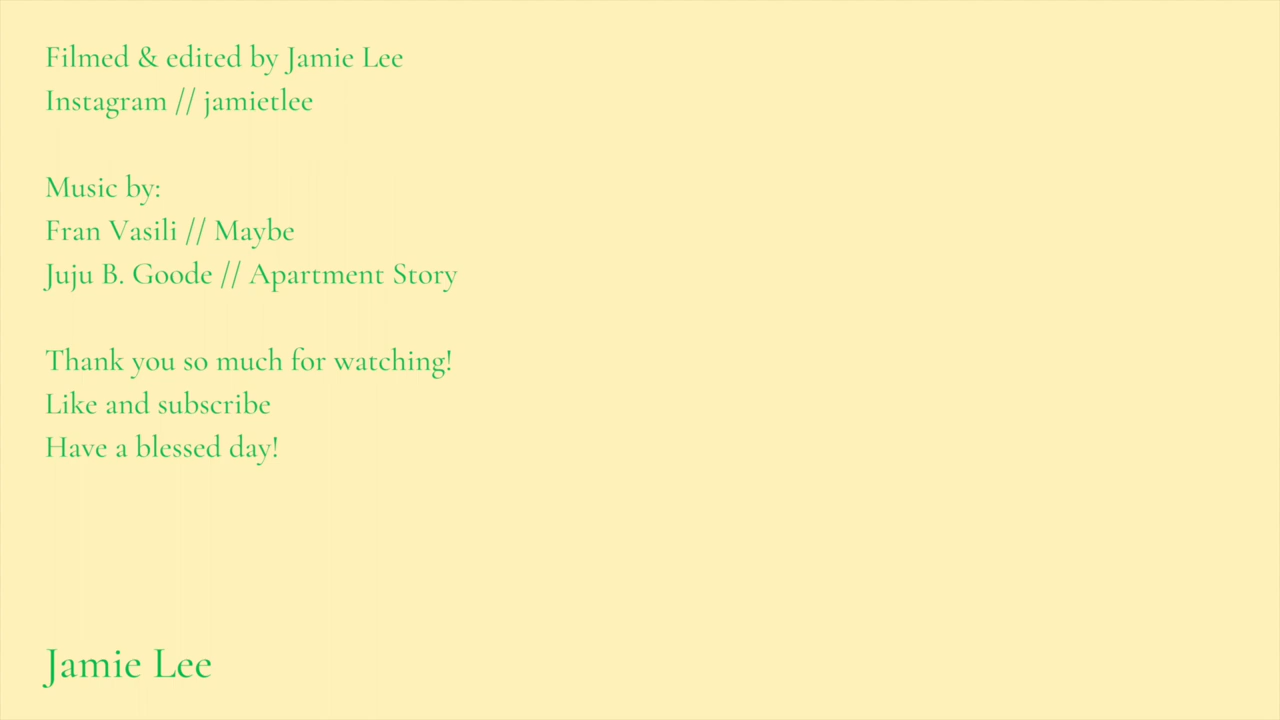 Filmed & edited by Jamie Lee
Instagram // jamietlee
Music by:
Fran Vasili // Maybe
Juju B. Goode // Apartment Story
Thank you so much for watching!
Like and subscribe
Have a blessed day!
Jamie Lee